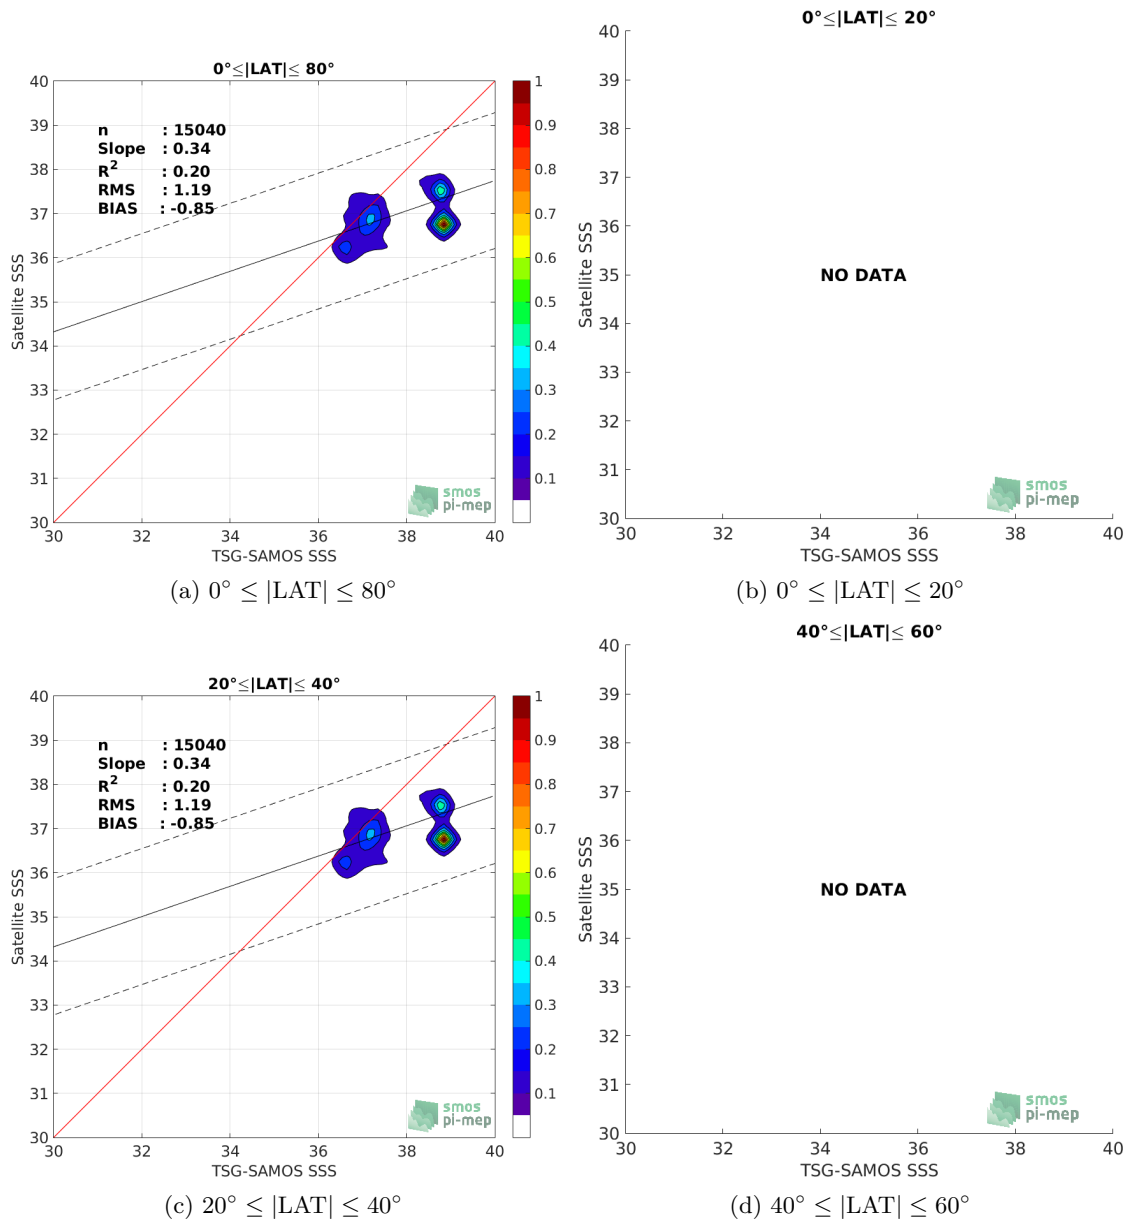 0°≤|LAT|≤ 80°
n : 15040
Slope : 0.34
R² : 0.20
RMS : 1.19
BIAS : -0.85
40
39
38
37
36
35
34
33
32
31
30
Satellite SSS
30 32 34 36 38 40
TSG-SAMOS SSS
1
0.9
0.8
0.7
0.6
0.5
0.4
0.3
0.2
0.1
smos
pi-mep
(a) 0° ≤ |LAT| ≤ 80°
0°≤|LAT|≤ 20°
40
39
38
37
36
35
34
33
32
31
30
Satellite SSS
NO DATA
smos
pi-mep
30 32 34 36 38 40
TSG-SAMOS SSS
(b) 0° ≤ |LAT| ≤ 20°
20°≤|LAT|≤ 40°
n : 15040
Slope : 0.34
R² : 0.20
RMS : 1.19
BIAS : -0.85
40
39
38
37
36
35
34
33
32
31
30
Satellite SSS
30 32 34 36 38 40
TSG-SAMOS SSS
1
0.9
0.8
0.7
0.6
0.5
0.4
0.3
0.2
0.1
smos
pi-mep
(c) 20° ≤ |LAT| ≤ 40°
40°≤|LAT|≤ 60°
40
39
38
37
36
35
34
33
32
31
30
Satellite SSS
NO DATA
smos
pi-mep
30 32 34 36 38 40
TSG-SAMOS SSS
(d) 40° ≤ |LAT| ≤ 60°